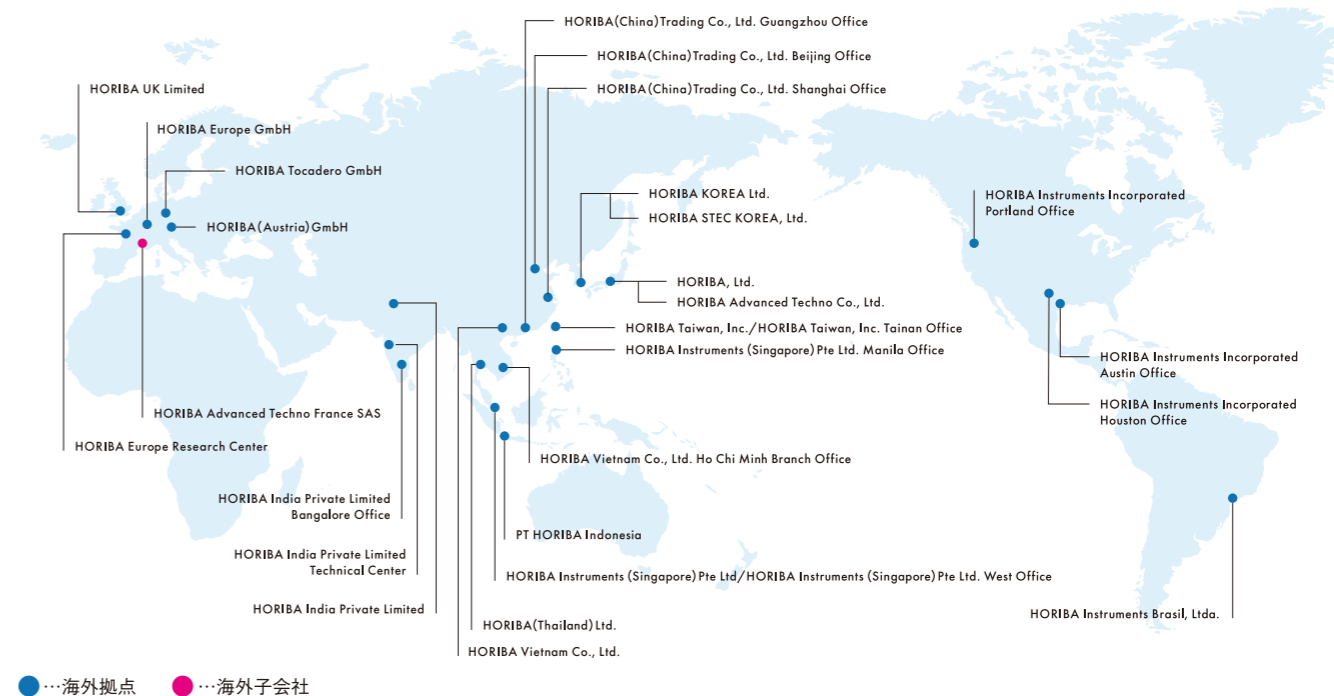 HORIBA(China)Trading Co., Ltd. Guangzhou Office
HORIBA(China)Trading Co., Ltd. Beijing Office
HORIBA(China)Trading Co., Ltd. Shanghai Office
HORIBA UK Limited
HORIBA Europe GmbH
HORIBA Tocadero GmbH
HORIBA(Austria)GmbH
HORIBA KOREA Ltd.
HORIBA STEC KOREA, Ltd.
HORIBA Instruments Incorporated
Portland Office
HORIBA, Ltd.
HORIBA Advanced Techno Co., Ltd.
HORIBA Taiwan, Inc./HORIBA Taiwan, Inc. Tainan Office
HORIBA Instruments (Singapore)Pte Ltd. Manila Office
HORIBA Instruments Incorporated
Austin Office
HORIBA Instruments Incorporated
Houston Office
HORIBA Advanced Techno France SAS
HORIBA Europe Research Center
HORIBA Vietnam Co., Ltd. Ho Chi Minh Branch Office
HORIBA India Private Limited
Bangalore Office
PT HORIBA Indonesia
HORIBA India Private Limited
Technical Center
HORIBA Instruments (Singapore)Pte Ltd/HORIBA Instruments (Singapore)Pte Ltd. West Office
HORIBA India Private Limited
HORIBA Instruments Brasil, Ltda.
HORIBA(Thailand)Ltd.
HORIBA Vietnam Co., Ltd.
…海外拠点 …海外子会社